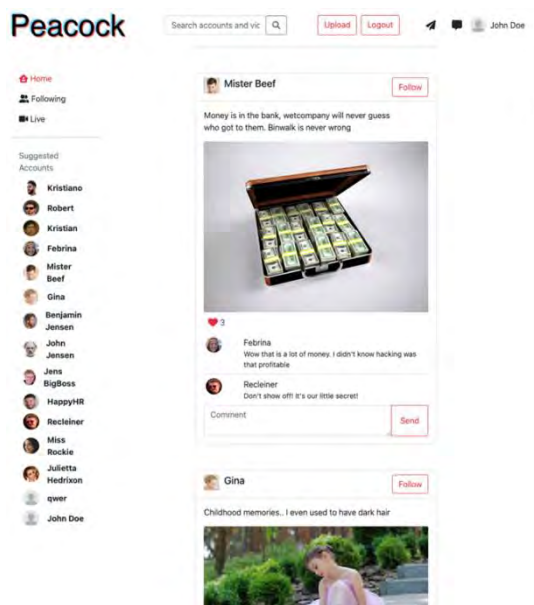 Peacock
Search accounts and vic
Upload
Logout
John Doe
Home
Following
Live
Suggested
Accounts
Kristiano
Robert
Kristian
Febrina
Mister
Beef
Gina
Benjamin
Jensen
John
Jensen
Jens
BigBoss
HappyHR
Recleiner
Miss
Rockie
Julietta
Hedrixon
qwer
John Doe
Mister Beef
Follow
Money is in the bank, wetcompany will never guess
who got to them. Binwalk is never wrong
3
Febrina
Wow that is a lot of money. I didn't know hacking was
that profitable
Recleiner
Don't show off! It's our little secret!
Comment
Send
Gina
Follow
Childhood memories.. I even used to have dark hair